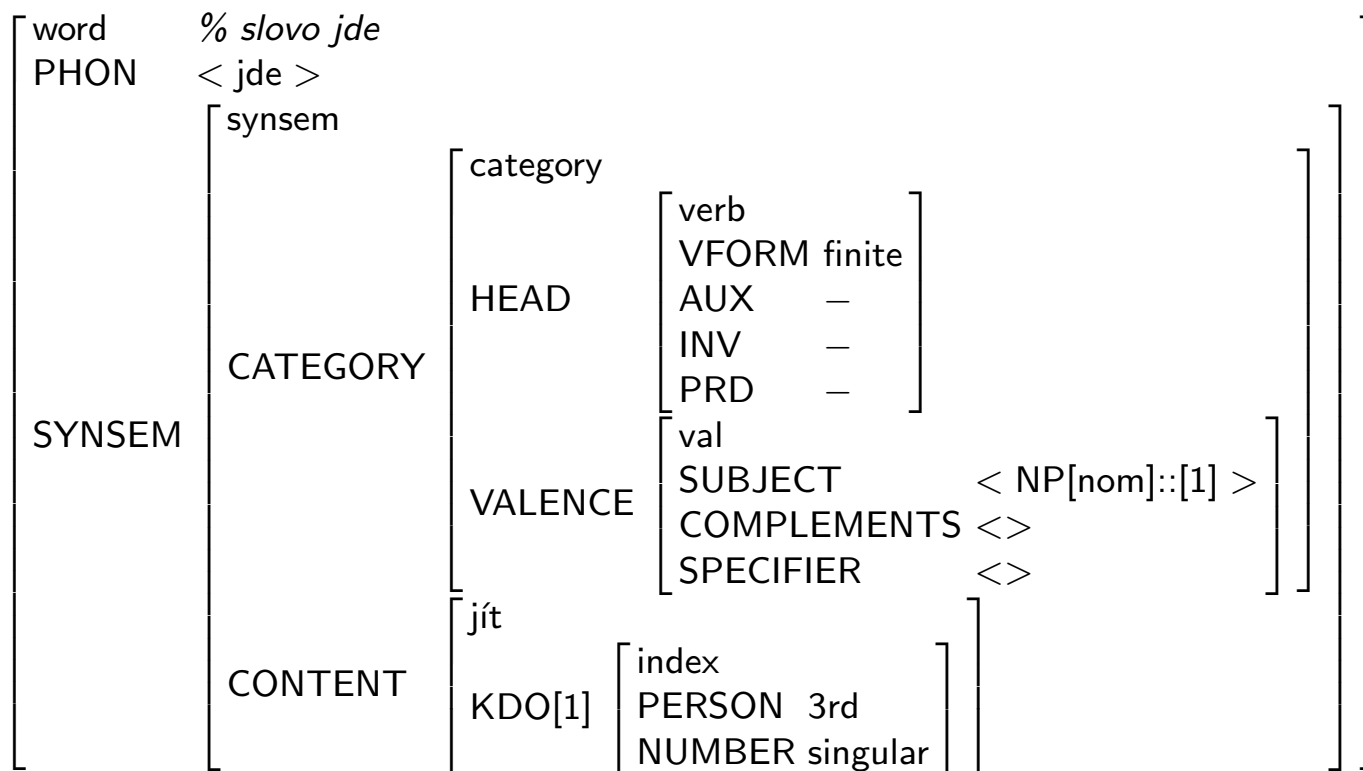 word % slovo jde
PHON < jde >
synsem
category
verb
VFORM finite
HEAD AUX −
INV −
CATEGORY
PRD −
SYNSEM val
SUBJECT < NP[nom]::[1] >
VALENCE
COMPLEMENTS <>
SPECIFIER <>
jít
index
CONTENT KDO[1] PERSON 3rd
NUMBER singular